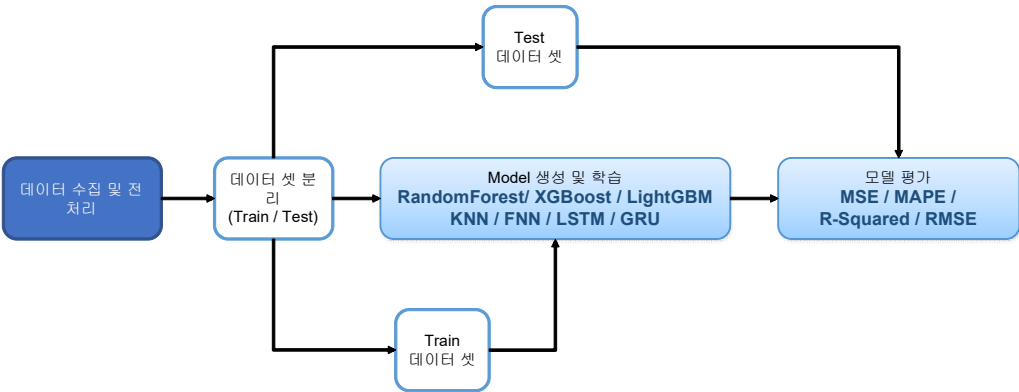 Test
데이터 셋
데이터 수집 및 전
처리
데이터 셋 분
리
(Train / Test)
Model 생성 및 학습
RandomForest/ XGBoost / LightGBM
KNN / FNN / LSTM / GRU
모델 평가
MSE / MAPE /
R-Squared / RMSE
Train
데이터 셋